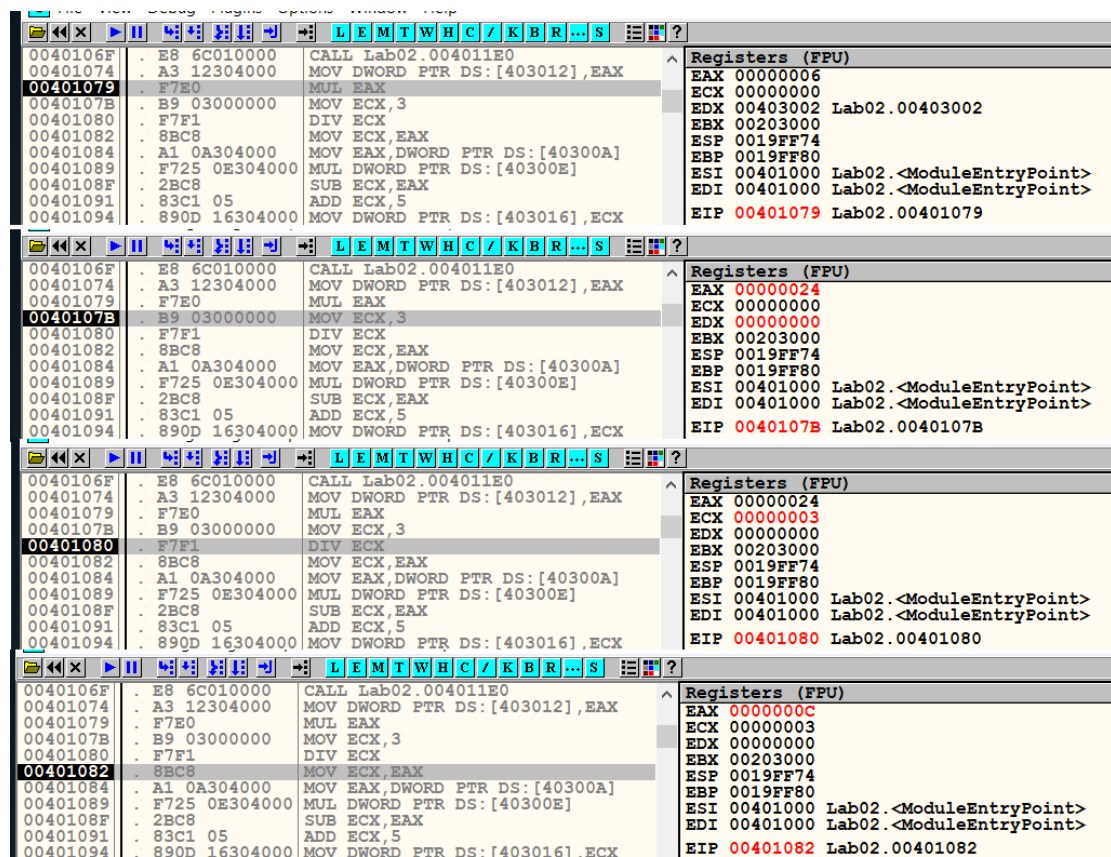 L E M T W H C / K B R ... S ?
0040106F . E8 6C010000 CALL Lab02.004011E0
00401074 . A3 12304000 MOV DWORD PTR DS:[403012],EAX
00401079 . F7E0 MUL EAX
0040107B . B9 03000000 MOV ECX,3
00401080 . F7F1 DIV ECX
00401082 . 8BC8 MOV ECX,EAX
00401084 . A1 0A304000 MOV EAX,DWORD PTR DS:[40300A]
00401089 . F725 0E304000 MUL DWORD PTR DS:[40300E]
0040108F . 2BC8 SUB ECX,EAX
00401091 . 83C1 05 ADD ECX,5
00401094 . 890D 16304000 MOV DWORD PTR DS:[403016],ECX
Registers (FPU)
EAX 00000006
ECX 00000000
EDX 00403002 Lab02.00403002
EBX 00203000
ESP 0019FF74
EBP 0019FF80
ESI 00401000 Lab02.<ModuleEntryPoint>
EDI 00401000 Lab02.<ModuleEntryPoint>
EIP 00401079 Lab02.00401079
L E M T W H C / K B R ... S ?
0040106F . E8 6C010000 CALL Lab02.004011E0
00401074 . A3 12304000 MOV DWORD PTR DS:[403012],EAX
00401079 . F7E0 MUL EAX
0040107B . B9 03000000 MOV ECX,3
00401080 . F7F1 DIV ECX
00401082 . 8BC8 MOV ECX,EAX
00401084 . A1 0A304000 MOV EAX,DWORD PTR DS:[40300A]
00401089 . F725 0E304000 MUL DWORD PTR DS:[40300E]
0040108F . 2BC8 SUB ECX,EAX
00401091 . 83C1 05 ADD ECX,5
00401094 . 890D 16304000 MOV DWORD PTR DS:[403016],ECX
Registers (FPU)
EAX 00000024
ECX 00000000
EDX 00000000
EBX 00203000
ESP 0019FF74
EBP 0019FF80
ESI 00401000 Lab02.<ModuleEntryPoint>
EDI 00401000 Lab02.<ModuleEntryPoint>
EIP 0040107B Lab02.0040107B
L E M T W H C / K B R ... S ?
0040106F . E8 6C010000 CALL Lab02.004011E0
00401074 . A3 12304000 MOV DWORD PTR DS:[403012],EAX
00401079 . F7E0 MUL EAX
0040107B . B9 03000000 MOV ECX,3
00401080 . F7F1 DIV ECX
00401082 . 8BC8 MOV ECX,EAX
00401084 . A1 0A304000 MOV EAX,DWORD PTR DS:[40300A]
00401089 . F725 0E304000 MUL DWORD PTR DS:[40300E]
0040108F . 2BC8 SUB ECX,EAX
00401091 . 83C1 05 ADD ECX,5
00401094 . 890D 16304000 MOV DWORD PTR DS:[403016],ECX
Registers (FPU)
EAX 00000024
ECX 00000003
EDX 00000000
EBX 00203000
ESP 0019FF74
EBP 0019FF80
ESI 00401000 Lab02.<ModuleEntryPoint>
EDI 00401000 Lab02.<ModuleEntryPoint>
EIP 00401080 Lab02.00401080
L E M T W H C / K B R ... S ?
0040106F . E8 6C010000 CALL Lab02.004011E0
00401074 . A3 12304000 MOV DWORD PTR DS:[403012],EAX
00401079 . F7E0 MUL EAX
0040107B . B9 03000000 MOV ECX,3
00401080 . F7F1 DIV ECX
00401082 . 8BC8 MOV ECX,EAX
00401084 . A1 0A304000 MOV EAX,DWORD PTR DS:[40300A]
00401089 . F725 0E304000 MUL DWORD PTR DS:[40300E]
0040108F . 2BC8 SUB ECX,EAX
00401091 . 83C1 05 ADD ECX,5
00401094 . 890D 16304000 MOV DWORD PTR DS:[403016],ECX
Registers (FPU)
EAX 0000000C
ECX 00000003
EDX 00000000
EBX 00203000
ESP 0019FF74
EBP 0019FF80
ESI 00401000 Lab02.<ModuleEntryPoint>
EDI 00401000 Lab02.<ModuleEntryPoint>
EIP 00401082 Lab02.00401082